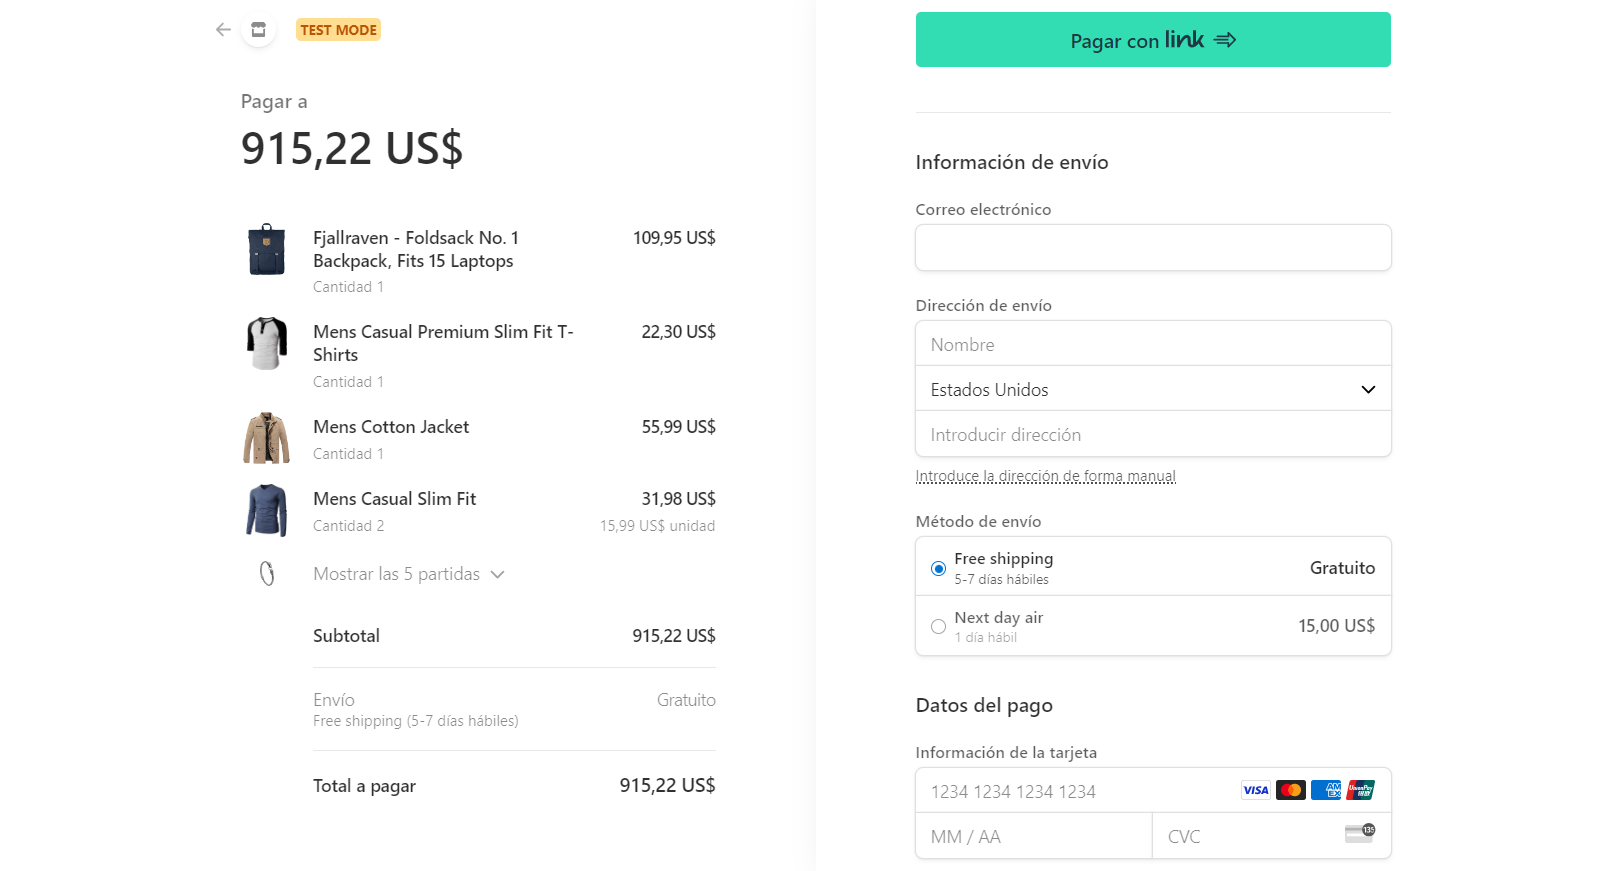 TEST MODE
Pagar a
915,22 US$
Fjallraven - Foldsack No. 1 109,95 US$
Backpack, Fits 15 Laptops
Cantidad 1
Mens Casual Premium Slim Fit T- 22,30 US$
Shirts
Cantidad 1
Mens Cotton Jacket 55,99 US$
Cantidad 1
Mens Casual Slim Fit 31,98 US$
Cantidad 2 15,99 US$ unidad
Mostrar las 5 partidas
Subtotal 915,22 US$
Envío Gratuito
Free shipping (5-7 días hábiles)
Total a pagar 915,22 US$
Pagar con link
Información de envío
Correo electrónico
Dirección de envío
Nombre
Estados Unidos
Introducir dirección
Introduce la dirección de forma manual
Método de envío
Free shipping Gratuito
5-7 días hábiles
Next day air 15,00 US$
1 día hábil
Datos del pago
Información de la tarjeta
1234 1234 1234 1234 VISA AM EX UnionPay
MM / AA CVC 135